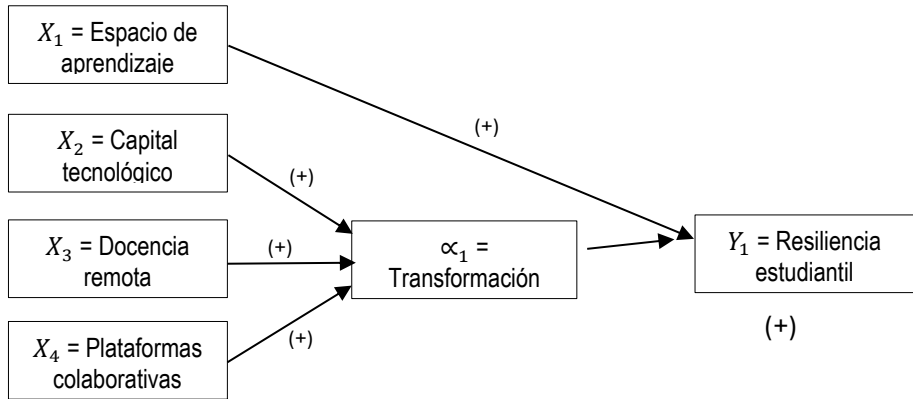 X₁ = Espacio de
aprendizaje
(+)
X₂ = Capital
tecnológico
(+)
X₃ = Docencia
remota
(+)
∝₁ =
Transformación
Y₁ = Resiliencia
estudiantil
(+)
X₄ = Plataformas
colaborativas
(+)